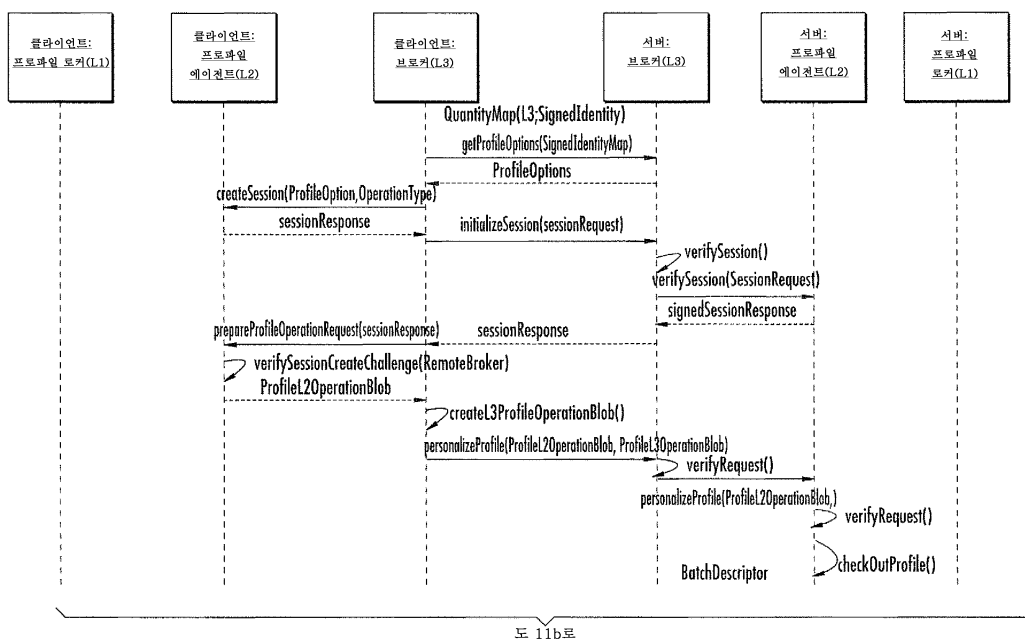 클라이언트:
프로파일 로커(L1)
클라이언트:
프로파일
에이전트(L2)
클라이언트:
브로커(L3)
서버:
브로커(L3)
서버:
프로파일
에이전트(L2)
서버:
프로파일
로커(L1)
QuantityMap(L3;SignedIdentity)
getProfileOptions(SignedIdentityMap)
ProfileOptions
createSession(ProfileOption,OperationType)
sessionResponse
initializeSession(sessionRequest)
verifySession()
verifySession(SessionRequest)
signedSessionResponse
sessionResponse
prepareProfileOperationRequest(sessionResponse)
verifySessionCreateChallenge(RemoteBroker)
ProfileL2OperationBlob
createL3ProfileOperationBlob()
personalizeProfile(ProfileL2OperationBlob, ProfileL3OperationBlob)
verifyRequest()
personalizeProfile(ProfileL2OperationBlob,)
verifyRequest()
checkOutProfile()
BatchDescriptor
도 11b로